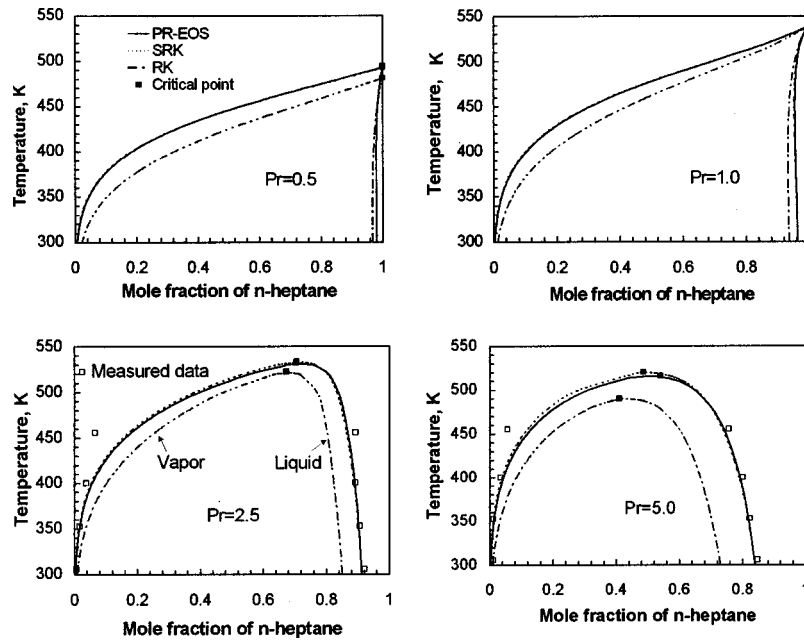 550
500
450
400
350
300
Temperature, K
PR-EOS
SRK
RK
Critical point
Pr=0.5
0 0.2 0.4 0.6 0.8 1
Mole fraction of n-heptane
550
500
450
400
350
300
Temperature, K
Pr=1.0
0 0.2 0.4 0.6 0.8 1
Mole fraction of n-heptane
550
500
450
400
350
300
Temperature, K
Measured data
Vapor
Liquid
Pr=2.5
0 0.2 0.4 0.6 0.8 1
Mole fraction of n-heptane
550
500
450
400
350
300
Temperature, K
Pr=5.0
0 0.2 0.4 0.6 0.8 1
Mole fraction of n-heptane